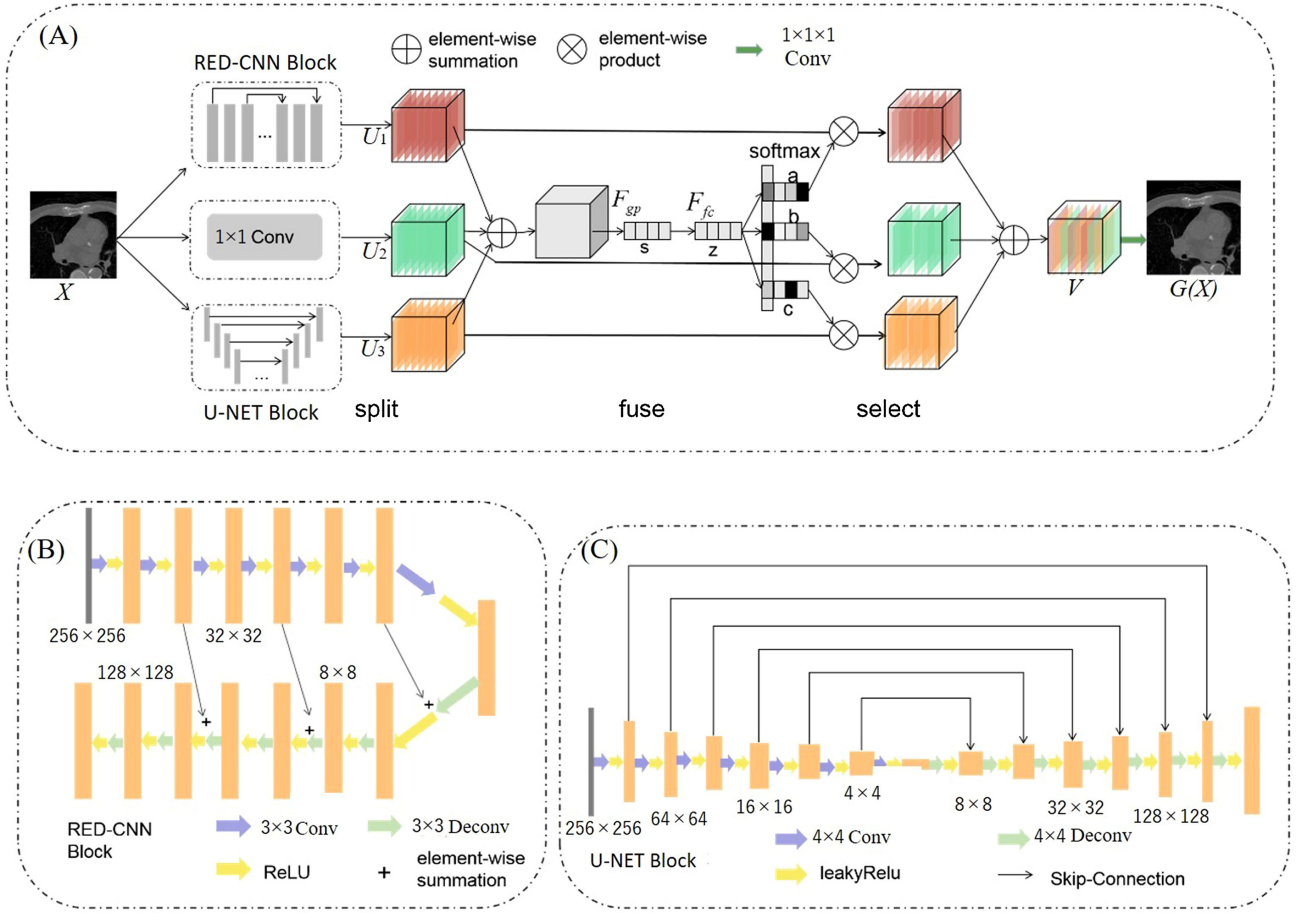 (A)
RED-CNN Block
element-wise
summation
element-wise
product
1×1×1
Conv
...
U1
softmax
a
X
1×1 Conv
U2
Fgp
s
Ffc
z
b
c
V
G(X)
...
U3
U-NET Block
split
fuse
select
(B)
256×256
32×32
128×128
8×8
+
+
+
RED-CNN
Block
3×3 Conv
3×3 Deconv
ReLU
+
element-wise
summation
(C)
256×256
64×64
16×16
4×4
8×8
32×32
128×128
U-NET Block
4×4 Conv
4×4 Deconv
leakyRelu
Skip-Connection